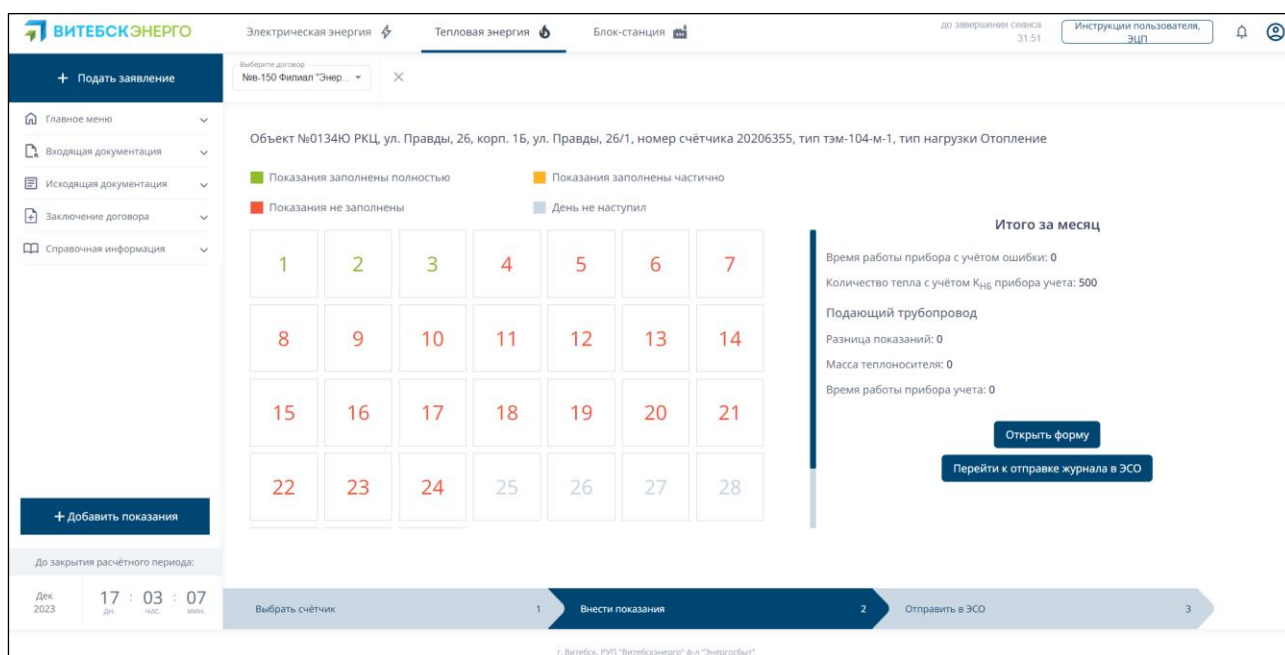 ВИТЕБСКЭНЕРГО
Электрическая энергия
Тепловая энергия
Блок-станция
до завершения сеанса
31:51
Инструкции пользователя,
ЭЦП
+ Подать заявление
Выберите договор
№в-150 Филиал "Энер...
Главное меню
Входящая документация
Исходящая документация
Заключение договора
Справочная информация
Объект №0134Ю РКЦ, ул. Правды, 26, корп. 1Б, ул. Правды, 26/1, номер счётчика 20206355, тип тэм-104-м-1, тип нагрузки Отопление
Показания заполнены полностью
Показания заполнены частично
Показания не заполнены
День не наступил
1 2 3 4 5 6 7
8 9 10 11 12 13 14
15 16 17 18 19 20 21
22 23 24 25 26 27 28
Итого за месяц
Время работы прибора с учётом ошибки: 0
Количество тепла с учётом КНБ прибора учета: 500
Подающий трубопровод
Разница показаний: 0
Масса теплоносителя: 0
Время работы прибора учета: 0
Открыть форму
Перейти к отправке журнала в ЭСО
+ Добавить показания
До закрытия расчётного периода:
Дек
2023
17 : 03 : 07
дн. час. мин.
Выбрать счётчик 1
Внести показания 2
Отправить в ЭСО 3
г. Витебск, РУП "Витебскэнерго" ф-л "Энергосбыт"